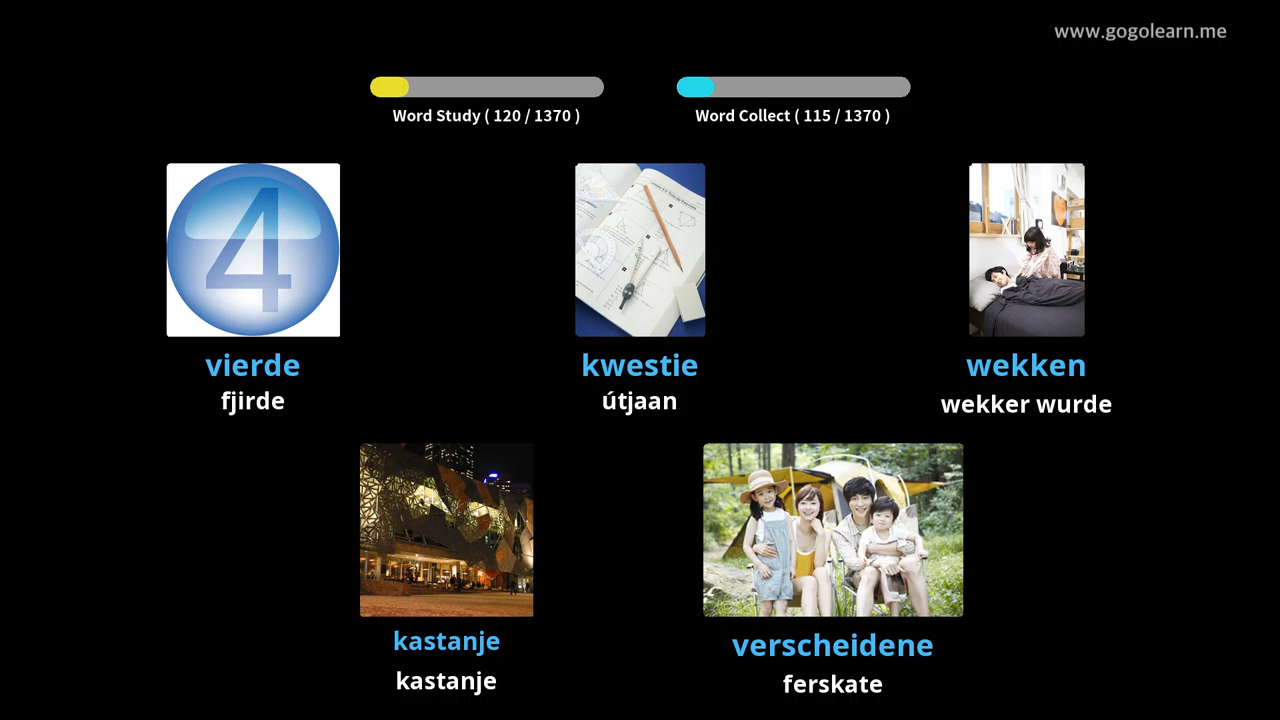 www.gogolearn.me
Word Study ( 120 / 1370 )
Word Collect ( 115 / 1370 )
4
vierde
fjirde
kwestie
útjaan
wekken
wekker wurde
kastanje
kastanje
verscheidene
ferskate